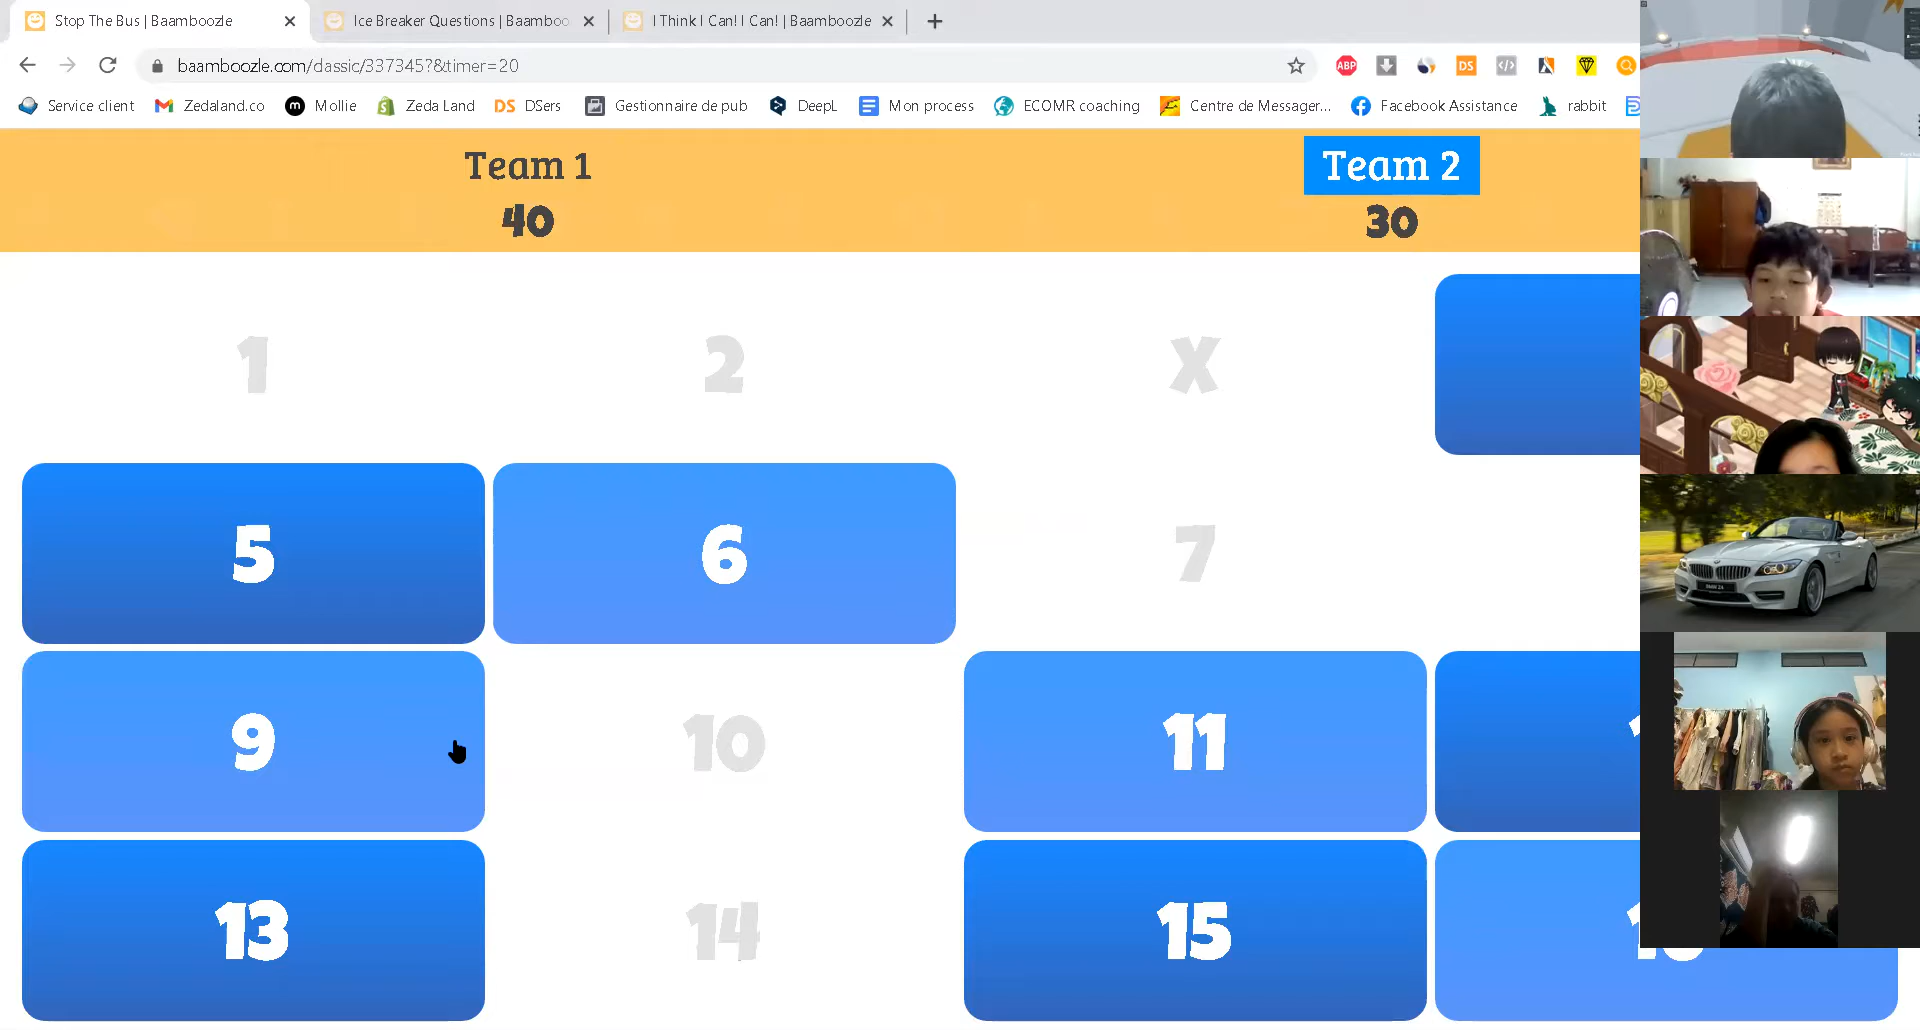 Stop The Bus | Baamboozle
Ice Breaker Questions | Baamboo
I Think I Can! I Can! | Baamboozle
baamboozle.com/classic/337345?&timer=20
ABP
DS
Service client
Zedaland.co
m
Mollie
Zeda Land
DS
DSers
Gestionnaire de pub
DeepL
Mon process
ECOMR coaching
Centre de Messager...
Facebook Assistance
rabbit
Team 1
Team 2
40
30
1
2
X
5
6
7
9
10
11
13
14
15